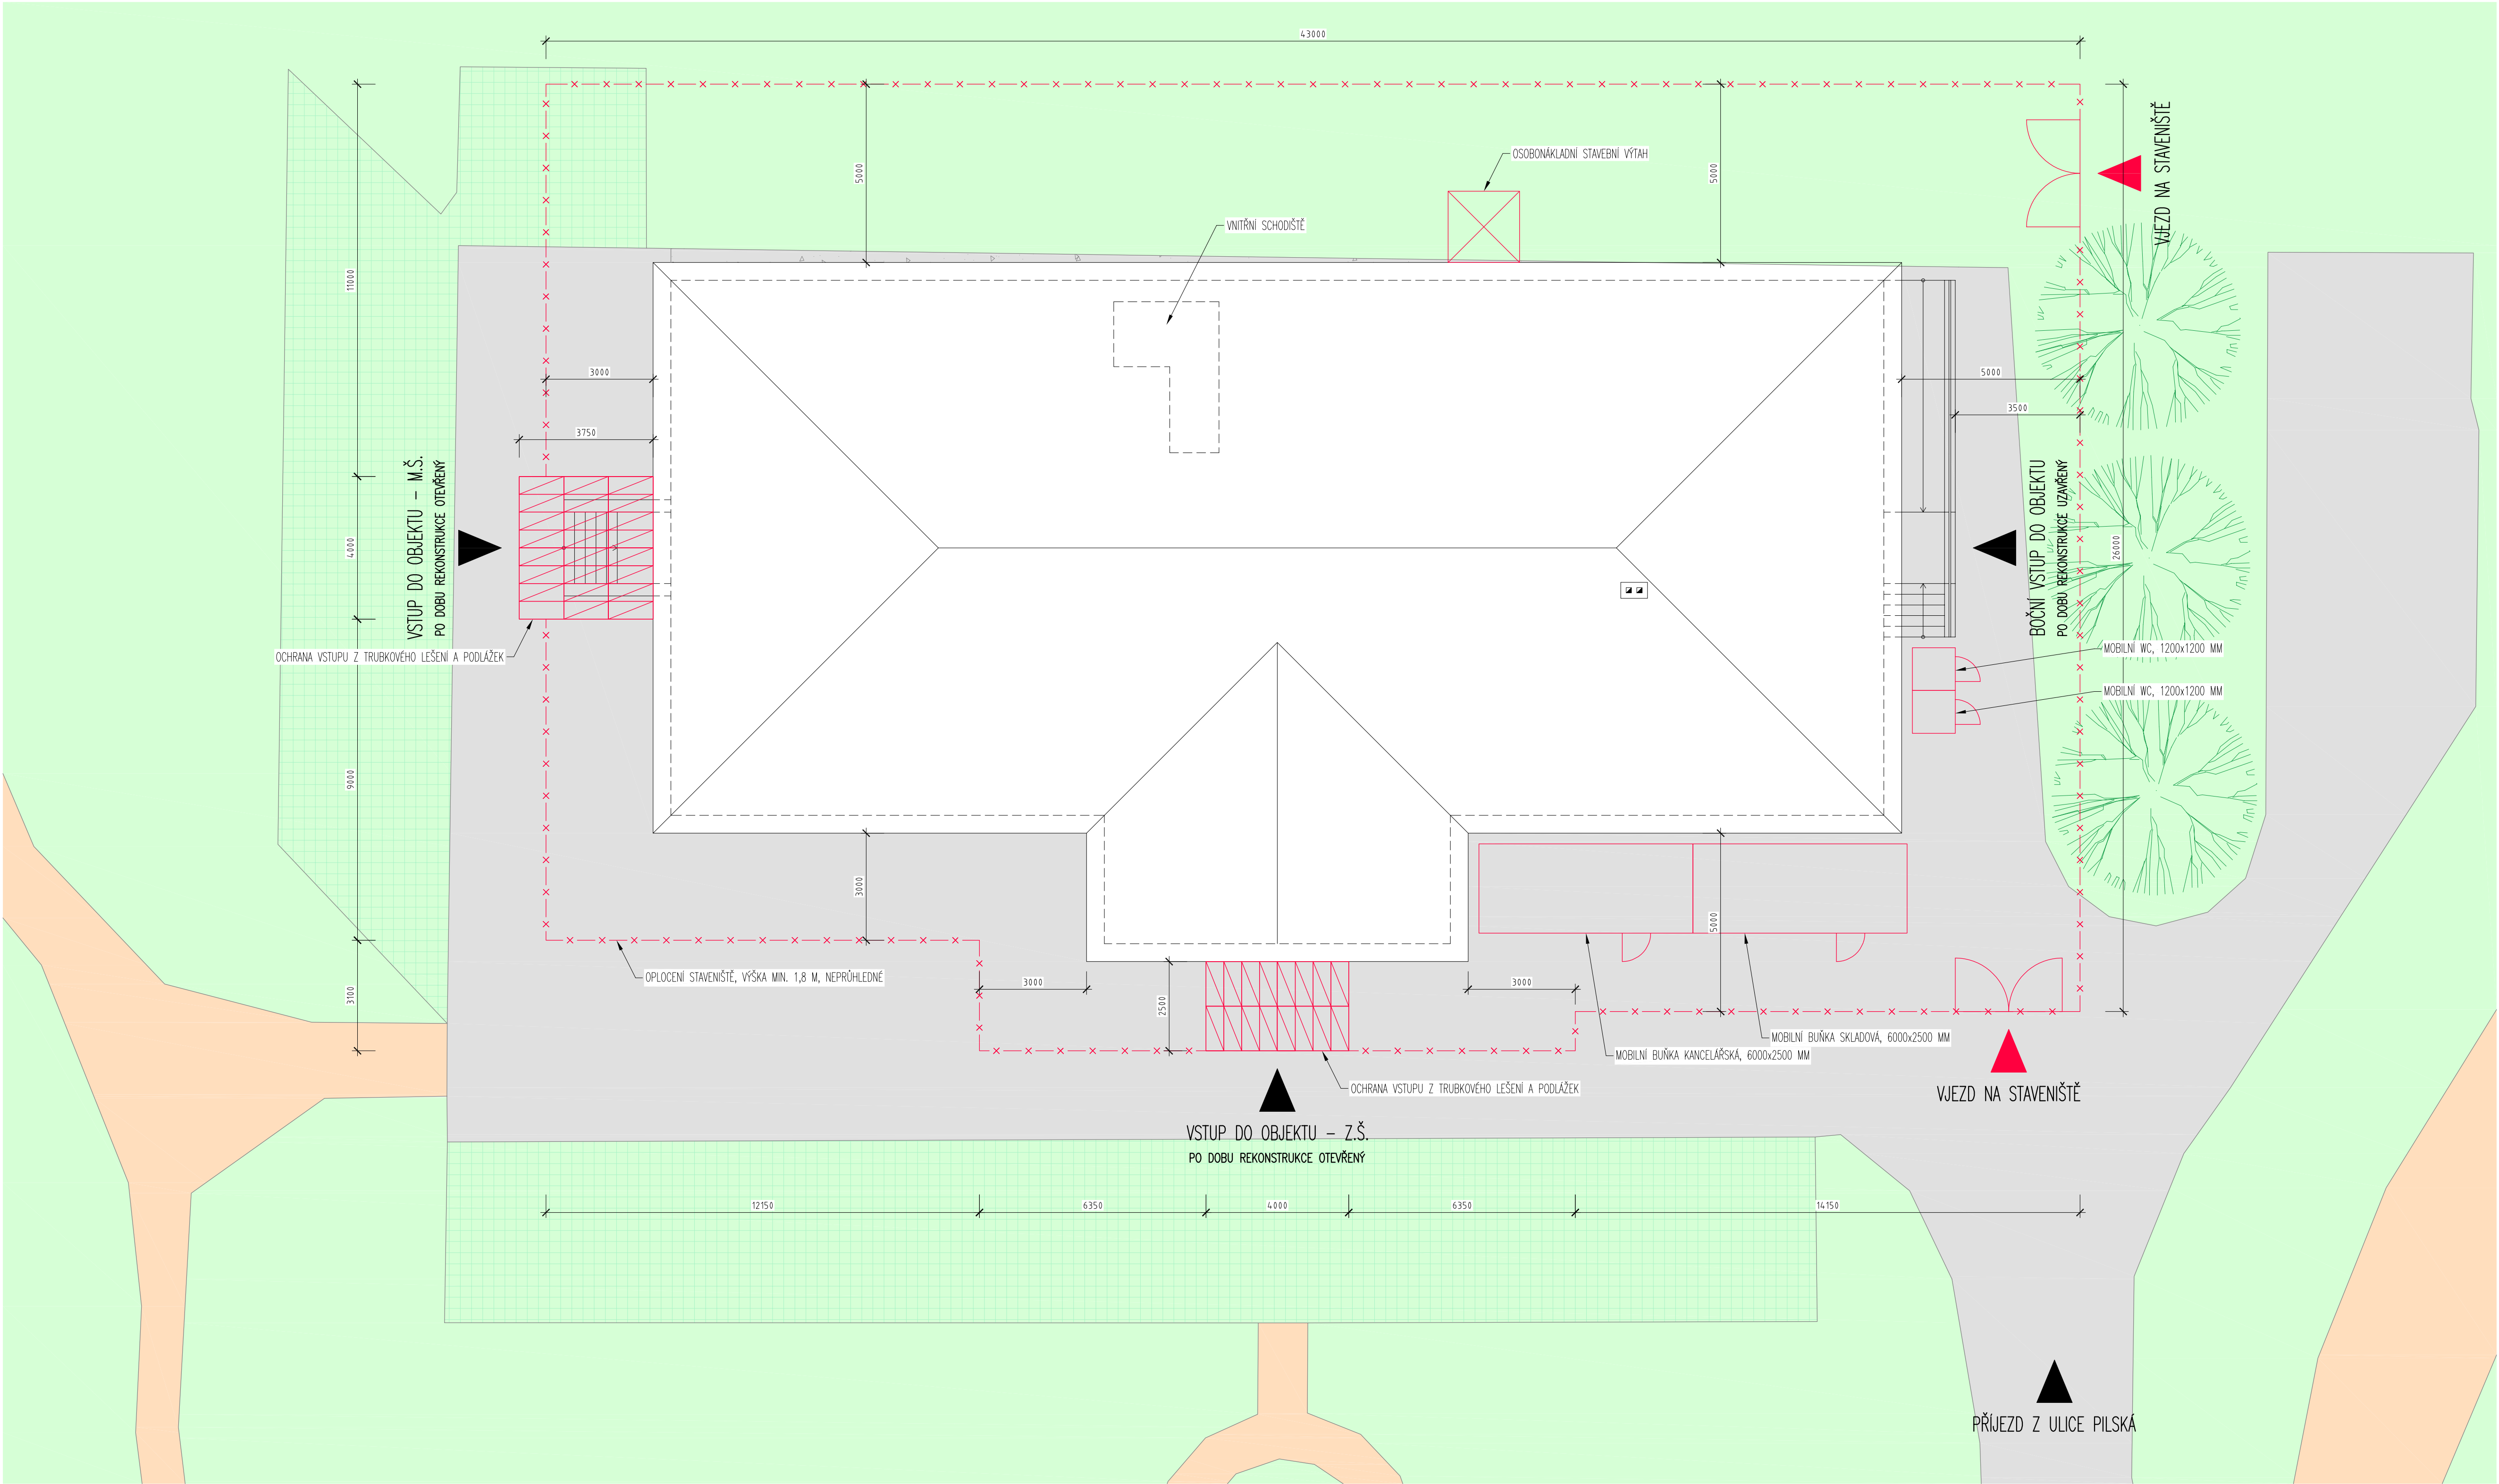 43000
5000
5000
OSOBONÁKLADNÍ STAVEBNÍ VÝTAH
VJEZD NA STAVENIŠTĚ
VNITŘNÍ SCHODIŠTĚ
11000
3000
5000
3500
3750
VSTUP DO OBJEKTU – M.Š.
PO DOBU REKONSTRUKCE OTEVŘENÝ
4000
BOČNÍ VSTUP DO OBJEKTU
PO DOBU REKONSTRUKCE UZAVŘENÝ
26000
OCHRANA VSTUPU Z TRUBKOVÉHO LEŠENÍ A PODLÁŽEK
MOBILNÍ WC, 1200x1200 MM
MOBILNÍ WC, 1200x1200 MM
9000
3000
5000
OPLOCENÍ STAVENIŠTĚ, VÝŠKA MIN. 1,8 M, NEPRŮHLEDNÉ
3100
3000
2500
3000
MOBILNÍ BUŇKA SKLADOVÁ, 6000x2500 MM
MOBILNÍ BUŇKA KANCELÁŘSKÁ, 6000x2500 MM
OCHRANA VSTUPU Z TRUBKOVÉHO LEŠENÍ A PODLÁŽEK
VJEZD NA STAVENIŠTĚ
VSTUP DO OBJEKTU – Z.Š.
PO DOBU REKONSTRUKCE OTEVŘENÝ
12150
6350
4000
6350
14150
PŘÍJEZD Z ULICE PILSKÁ